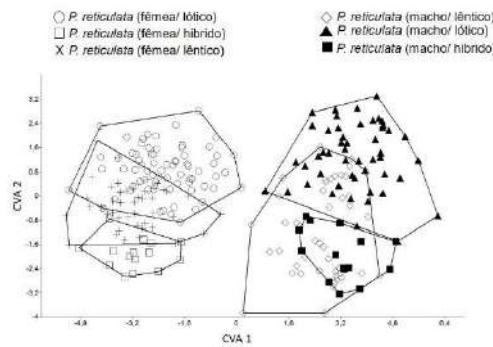 P. reticulata (fêmea/ lótico)
P. reticulata (fêmea/ hibrido)
P. reticulata (fêmea/ lêntico)
P. reticulata (macho/ lêntico)
P. reticulata (macho/ lótico)
P. reticulata (macho/ hibrido)
CVA 2
3,2
2,4
1,6
0,8
0
-0,8
-1,6
-2,4
-3,2
-4
-4,8
-3,2
-1,6
0
1,6
3,2
4,8
6,4
CVA 1